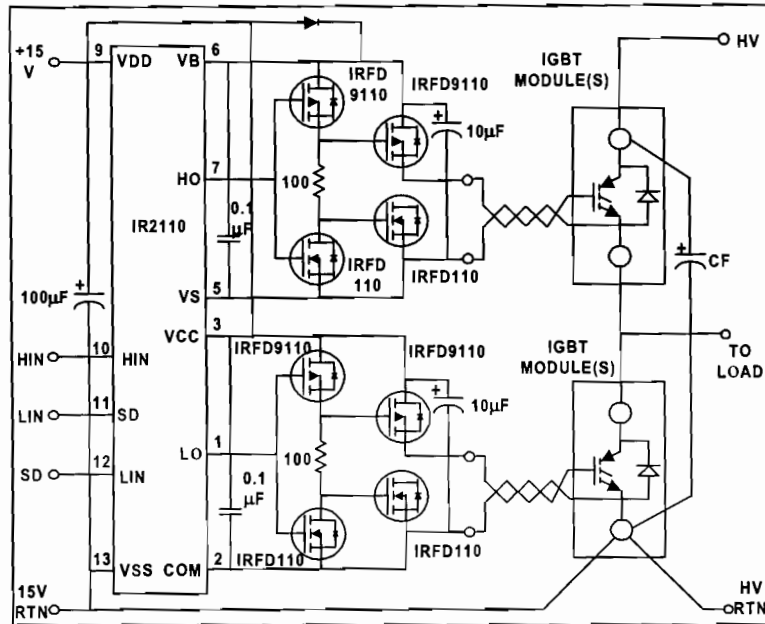 +15
V
9
VDD
VB
6
IRFD
9110
IRFD9110
IGBT
MODULE(S)
HV
+
10µF
7
HO
100
0.1
µF
IR2110
IRFD
110
IRFD110
+
CF
+
100µF
VS
5
3
VCC
IRFD9110
IRFD9110
IGBT
MODULE(S)
TO
LOAD
HIN
10
HIN
LIN
11
SD
+
10µF
1
LO
100
SD
12
LIN
0.1
µF
IRFD110
IRFD110
13
VSS
COM
2
15V
RTN
HV
RTN